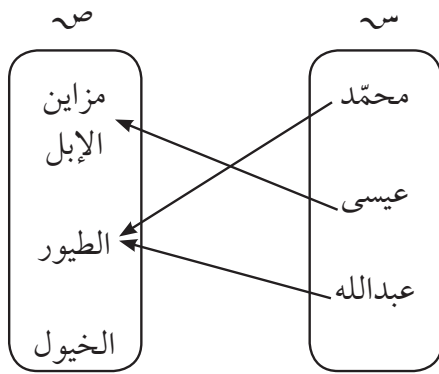 س
ص
محمّد
عيسى
عبدالله
مزاين
الإبل
الطيور
الخيول